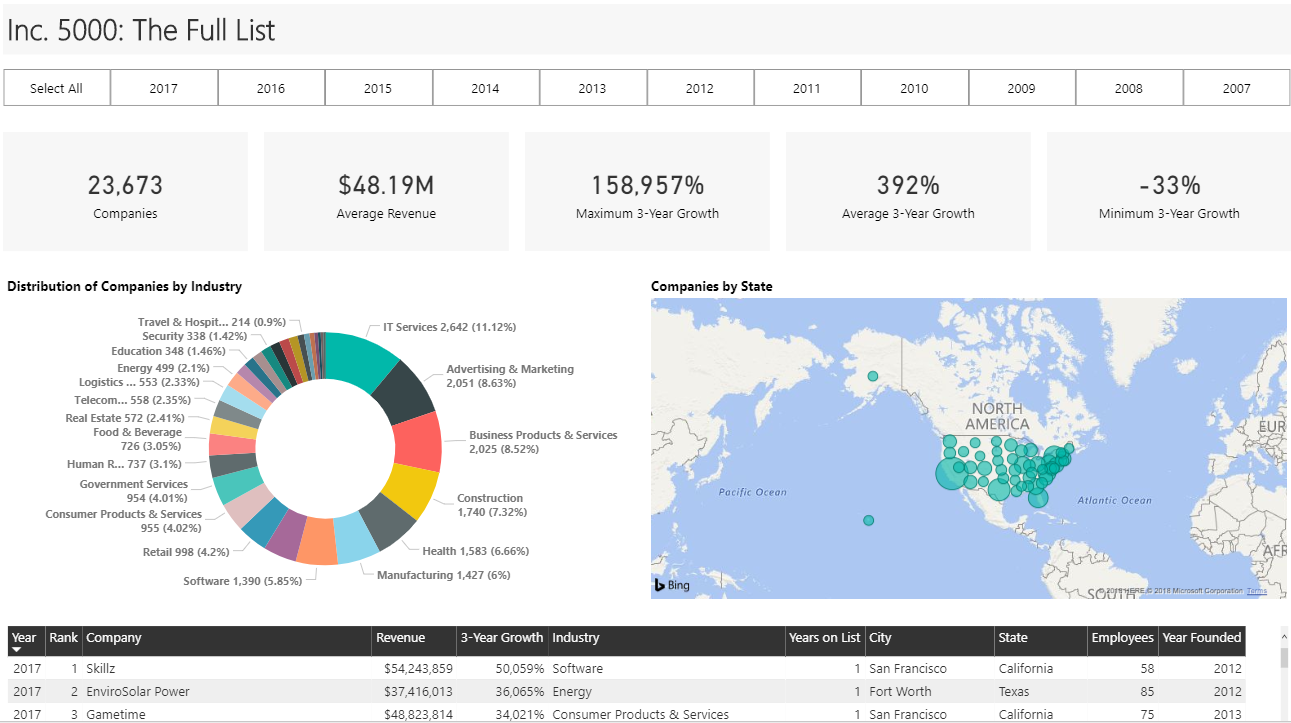 Inc. 5000: The Full List
Select All 2017 2016 2015 2014 2013 2012 2011 2010 2009 2008 2007
23,673
Companies
$48.19M
Average Revenue
158,957%
Maximum 3-Year Growth
392%
Average 3-Year Growth
-33%
Minimum 3-Year Growth
Distribution of Companies by Industry
Travel & Hospit... 214 (0.9%)
Security 338 (1.42%)
Education 348 (1.46%)
Energy 499 (2.1%)
Logistics ... 553 (2.33%)
Telecom... 558 (2.35%)
Real Estate 572 (2.41%)
Food & Beverage
726 (3.05%)
Human R... 737 (3.1%)
Government Services
954 (4.01%)
Consumer Products & Services
955 (4.02%)
Retail 998 (4.2%)
Software 1,390 (5.85%)
IT Services 2,642 (11.12%)
Advertising & Marketing
2,051 (8.63%)
Business Products & Services
2,025 (8.52%)
Construction
1,740 (7.32%)
Health 1,583 (6.66%)
Manufacturing 1,427 (6%)
Companies by State
NORTH
AMERICA
EUR
Pacific Ocean
Atlantic Ocean
AFR
SOUTH
Bing
HERE © 2018 Microsoft Corporation Terms
Year Rank Company Revenue 3-Year Growth Industry Years on List City State Employees Year Founded
2017 1 Skillz $54,243,859 50,059% Software 1 San Francisco California 58 2012
2017 2 EnviroSolar Power $37,416,013 36,065% Energy 1 Fort Worth Texas 85 2012
2017 3 Gametime $48,823,814 34,021% Consumer Products & Services 1 San Francisco California 75 2013